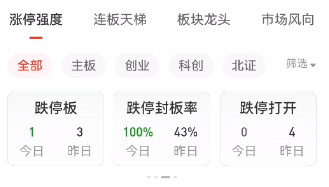 涨停强度 连板天梯 板块龙头 市场风向
全部 主板 创业 科创 北证 筛选
跌停板 跌停封板率 跌停打开
1 3 100% 43% 0 4
今日 昨日 今日 昨日 今日 昨日